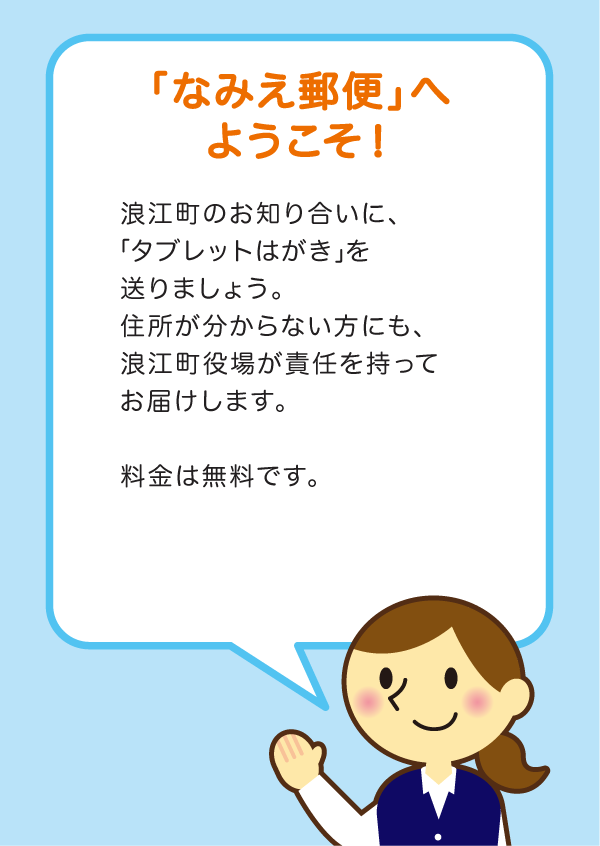 「なみえ郵便」へ
ようこそ！
浪江町のお知り合いに、
「タブレットはがき」を
送りましょう。
住所が分からない方にも、
浪江町役場が責任を持って
お届けします。
料金は無料です。